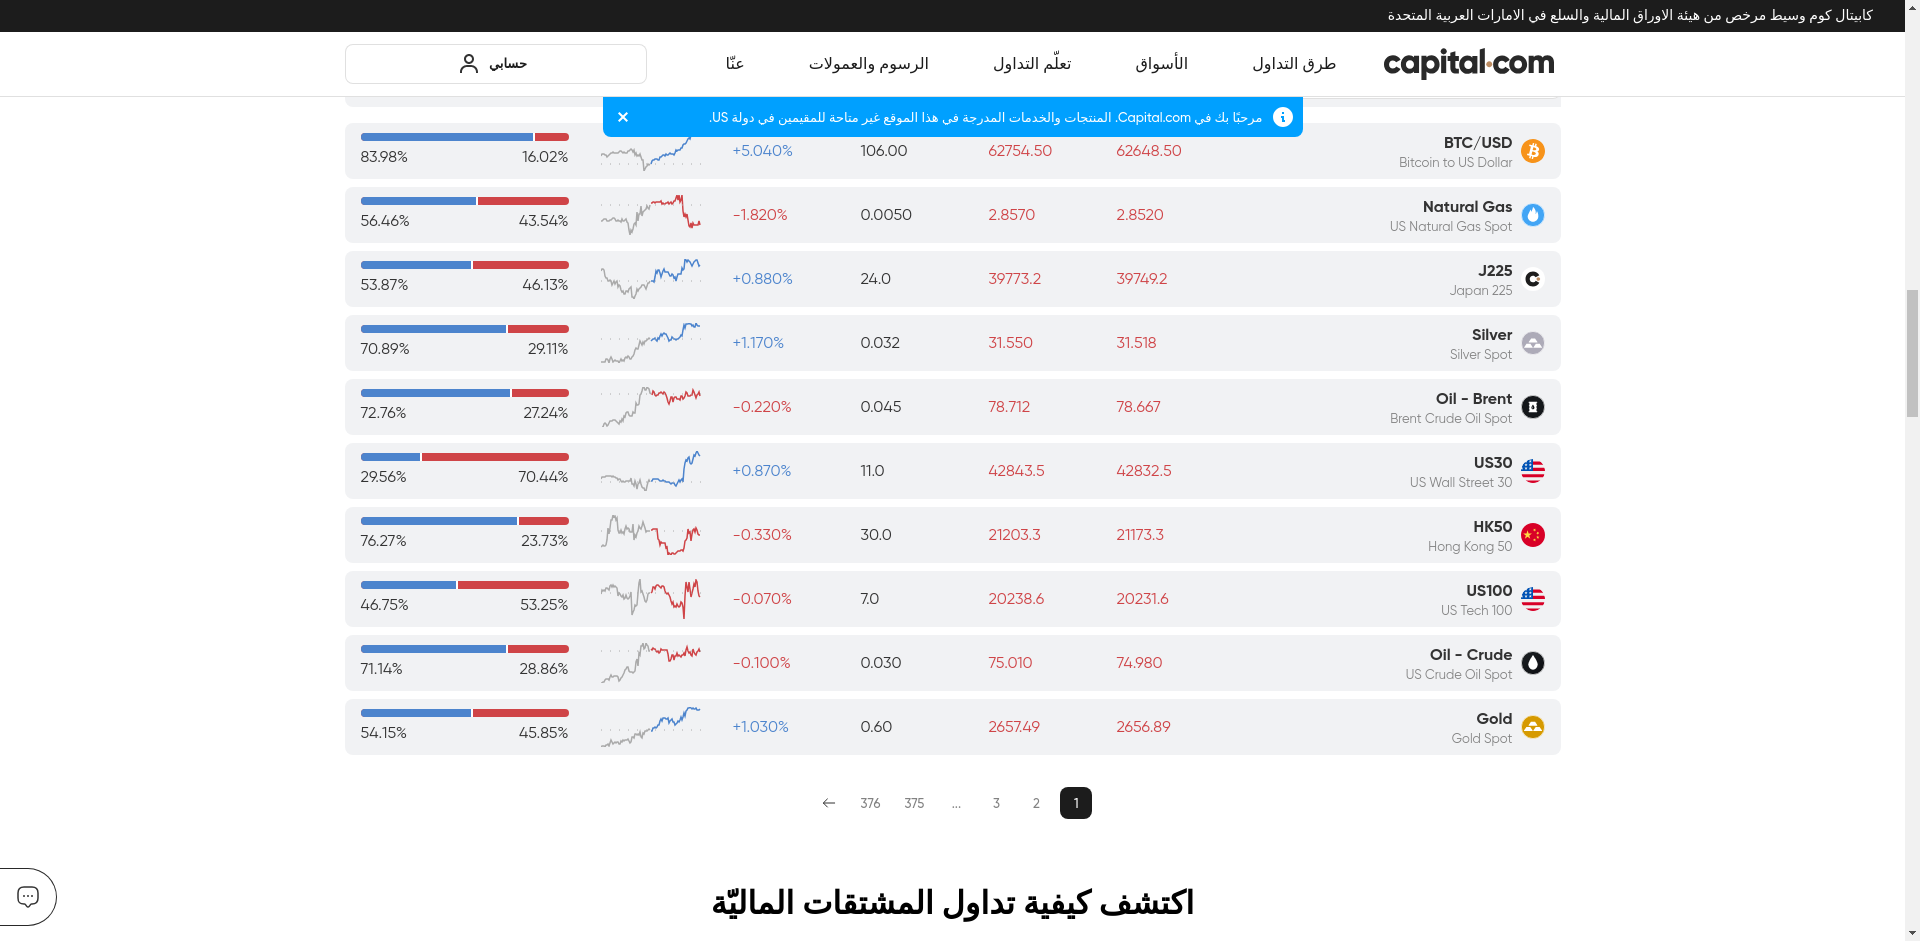 كابيتال كوم وسيط مرخص من هيئة الاوراق المالية والسلع في الامارات العربية المتحدة
capital.com
طرق التداول
الأسواق
تعلّم التداول
الرسوم والعمولات
عنّا
حسابي
مرحبًا بك في Capital.com. المنتجات والخدمات المدرجة في هذا الموقع غير متاحة للمقيمين في دولة US.
BTC/USD
Bitcoin to US Dollar
62648.50
62754.50
106.00
+5.040%
16.02%
83.98%
Natural Gas
US Natural Gas Spot
2.8520
2.8570
0.0050
-1.820%
43.54%
56.46%
J225
Japan 225
39749.2
39773.2
24.0
+0.880%
46.13%
53.87%
Silver
Silver Spot
31.518
31.550
0.032
+1.170%
29.11%
70.89%
Oil - Brent
Brent Crude Oil Spot
78.667
78.712
0.045
-0.220%
27.24%
72.76%
US30
US Wall Street 30
42832.5
42843.5
11.0
+0.870%
70.44%
29.56%
HK50
Hong Kong 50
21173.3
21203.3
30.0
-0.330%
23.73%
76.27%
US100
US Tech 100
20231.6
20238.6
7.0
-0.070%
53.25%
46.75%
Oil - Crude
US Crude Oil Spot
74.980
75.010
0.030
-0.100%
28.86%
71.14%
Gold
Gold Spot
2656.89
2657.49
0.60
+1.030%
45.85%
54.15%
1
2
3
...
375
376
اكتشف كيفية تداول المشتقات الماليّة